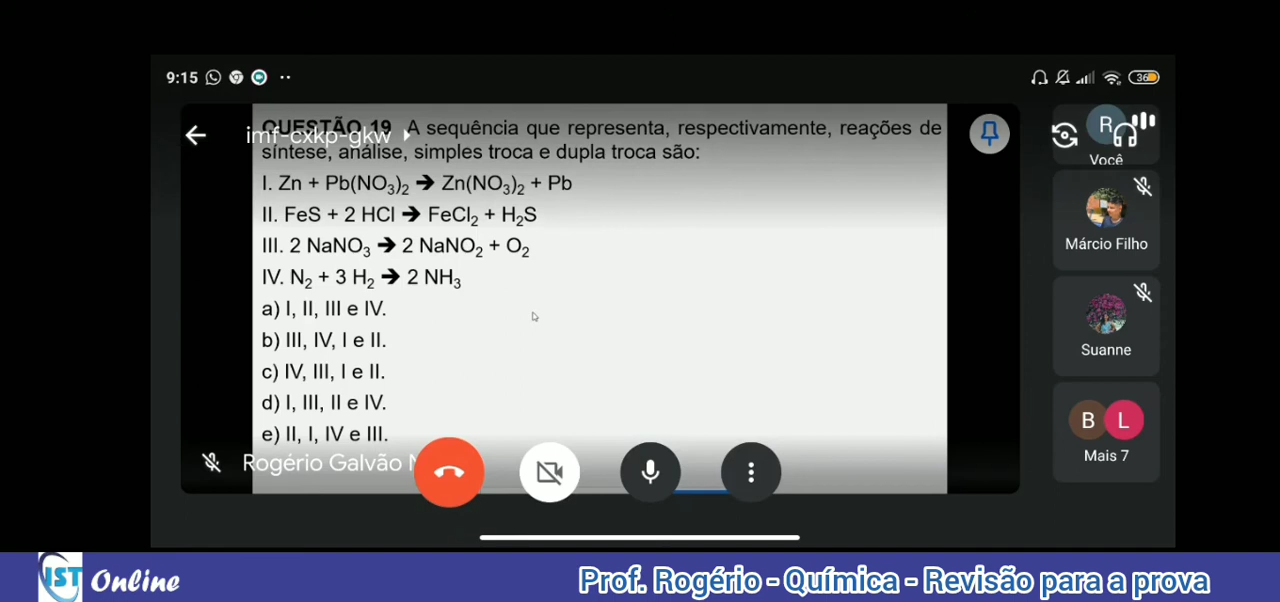 9:15
36
QUESTÃO 19 A sequência que representa, respectivamente, reações de
imf-cxkp-gkw
síntese, análise, simples troca e dupla troca são:
I. Zn + Pb(NO₃)₂ ➔ Zn(NO₃)₂ + Pb
II. FeS + 2 HCl ➔ FeCl₂ + H₂S
III. 2 NaNO₃ ➔ 2 NaNO₂ + O₂
IV. N₂ + 3 H₂ ➔ 2 NH₃
a) I, II, III e IV.
b) III, IV, I e II.
c) IV, III, I e II.
d) I, III, II e IV.
e) II, I, IV e III.
Rogério Galvão
R
Você
Márcio Filho
Suanne
B L
Mais 7
IST Online
Prof. Rogério - Química - Revisão para a prova